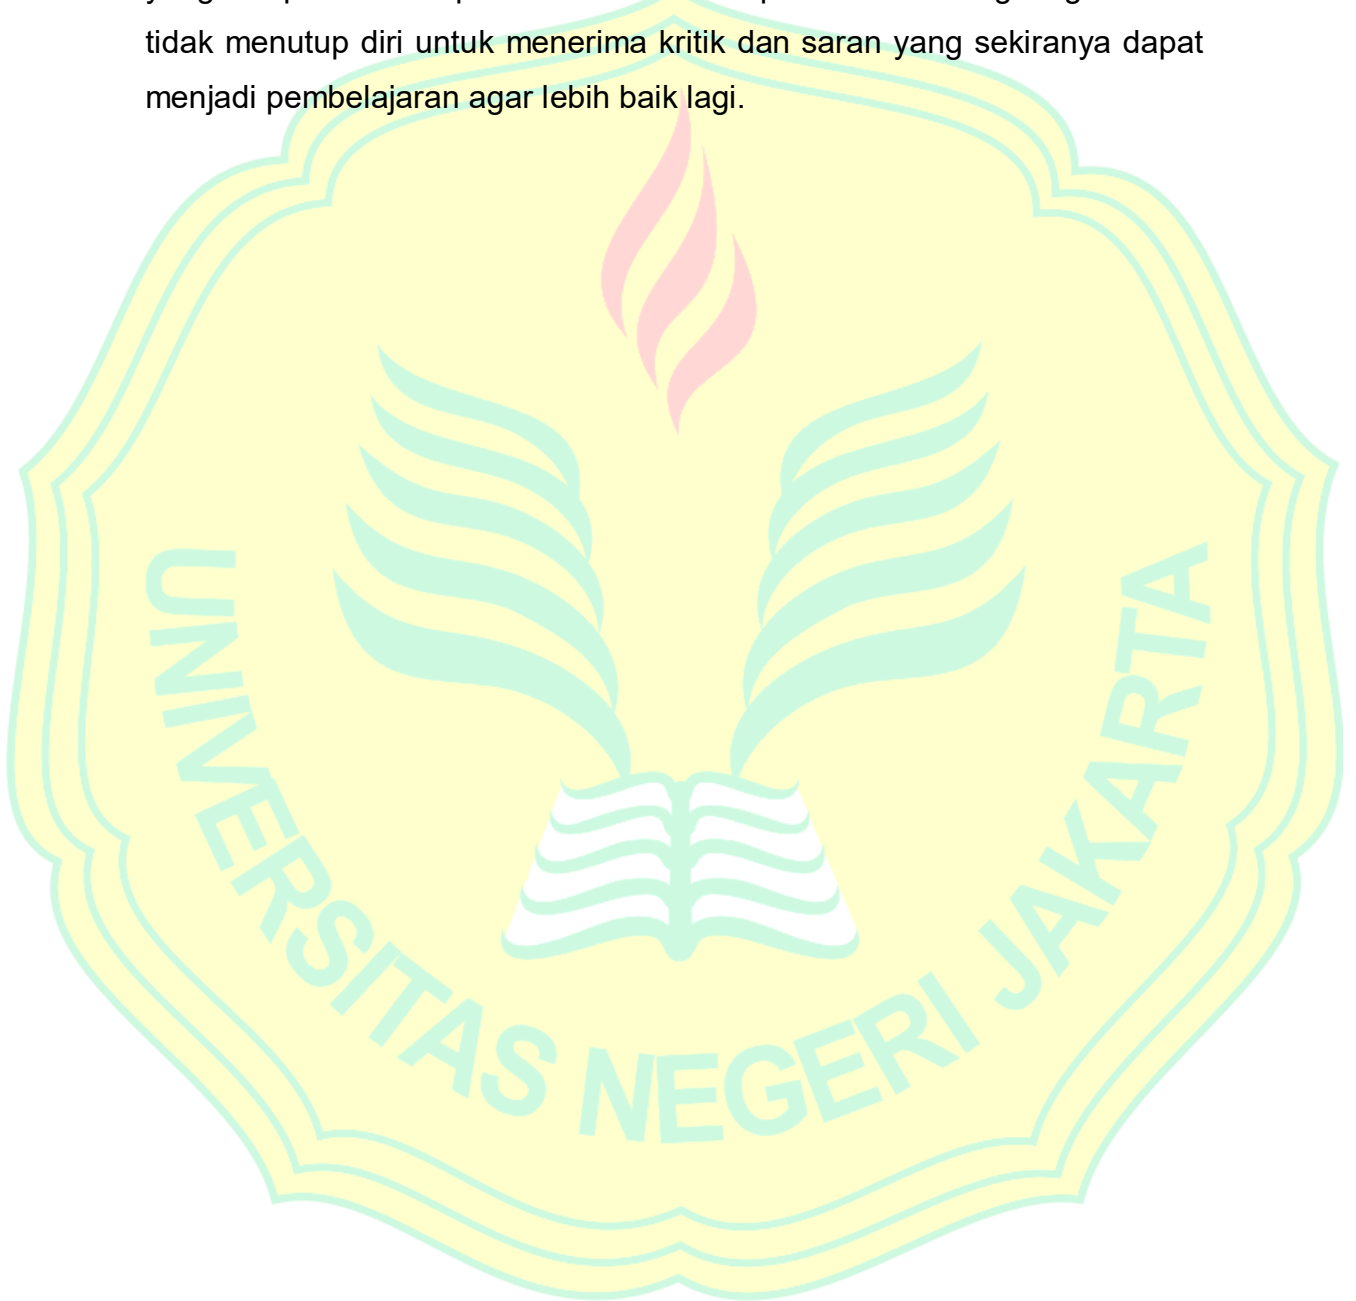 tidak menutup diri untuk menerima kritik dan saran yang sekiranya dapat
menjadi pembelajaran agar lebih baik lagi.
UNIVERSITAS NEGERI JAKARTA